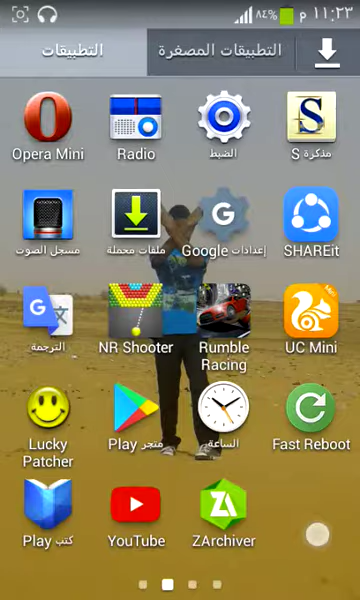 ٨٤% م ١١:٢٣
التطبيقات
التطبيقات المصغرة
Opera Mini
Radio
الضبط
مذكرة S
مسجل الصوت
ملفات محملة
إعدادات Google
SHAREit
الترجمة
NR Shooter
Rumble
Racing
UC Mini
Lucky
Patcher
متجر Play
الساعة
Fast Reboot
كتب Play
YouTube
ZArchiver